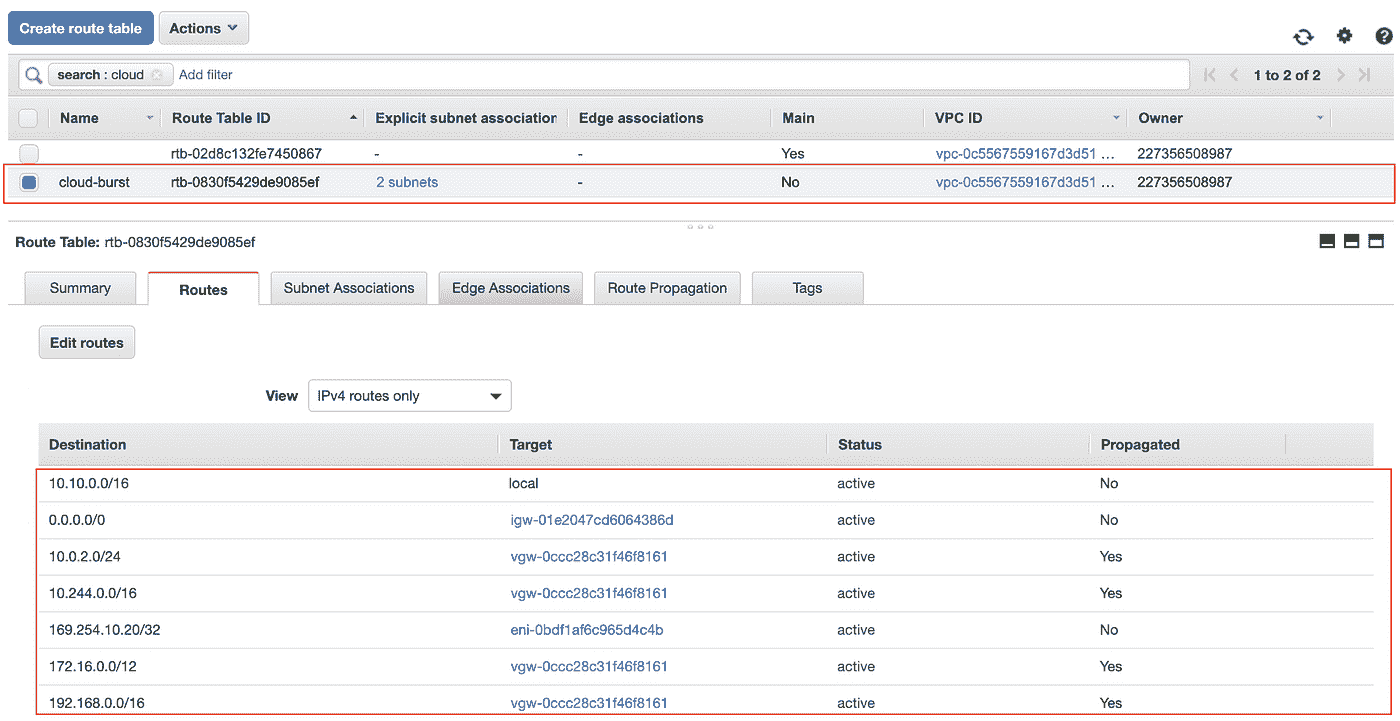 Create route table Actions
search : cloud Add filter 1 to 2 of 2
Name Route Table ID Explicit subnet association Edge associations Main VPC ID Owner
rtb-02d8c132fe7450867 - - Yes vpc-0c5567559167d3d51 ... 227356508987
cloud-burst rtb-0830f5429de9085ef 2 subnets - No vpc-0c5567559167d3d51 ... 227356508987
Route Table: rtb-0830f5429de9085ef
Summary Routes Subnet Associations Edge Associations Route Propagation Tags
Edit routes
View IPv4 routes only
Destination Target Status Propagated
10.10.0.0/16 local active No
0.0.0.0/0 igw-01e2047cd6064386d active No
10.0.2.0/24 vgw-0ccc28c31f46f8161 active Yes
10.244.0.0/16 vgw-0ccc28c31f46f8161 active Yes
169.254.10.20/32 eni-0bdf1af6c965d4c4b active No
172.16.0.0/12 vgw-0ccc28c31f46f8161 active Yes
192.168.0.0/16 vgw-0ccc28c31f46f8161 active Yes